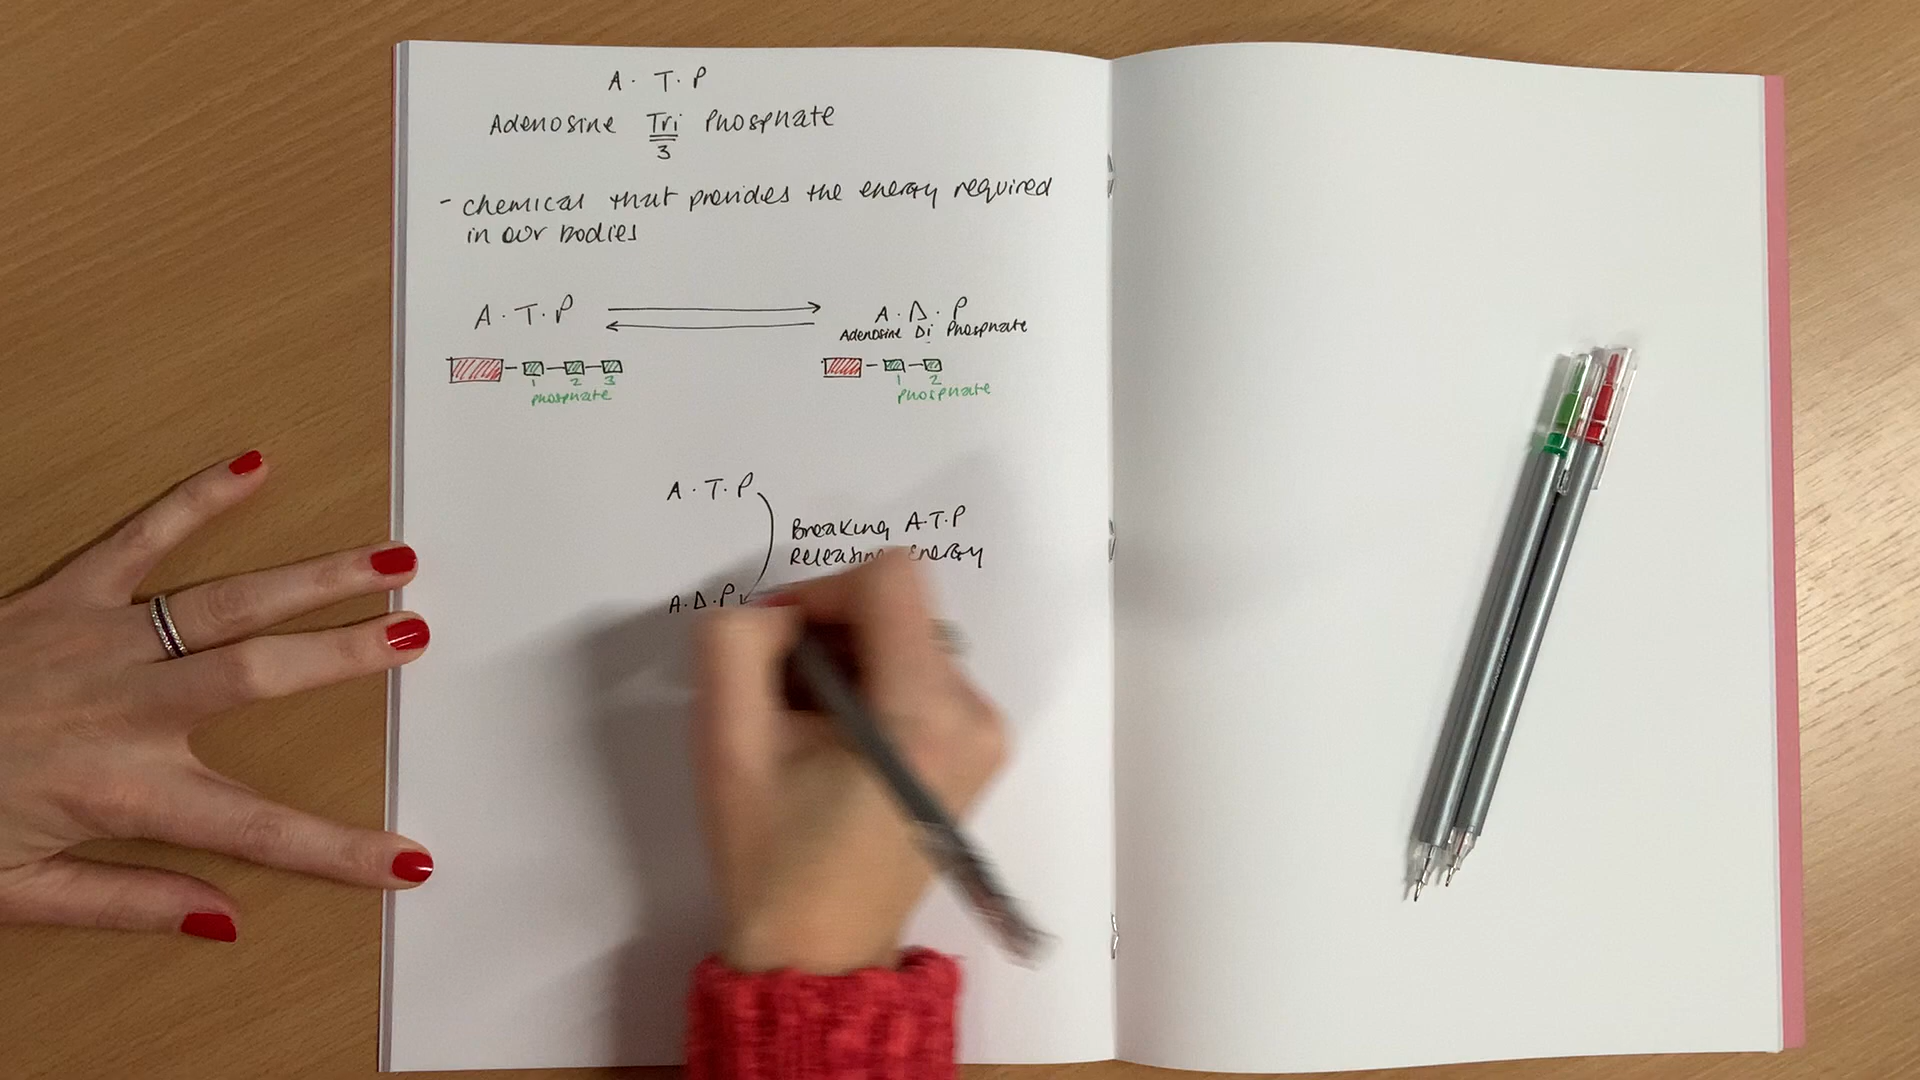 A. T. P
Adenosine Tri Phosphate
3
- chemical that provides the energy required
in our bodies
A. T. P
A. D. P
Adenosine Di Phosphate
1 2 3
phosphate
1 2
phosphate
A. T. P
Breaking A.T.P
Releasing Energy
A. D. P